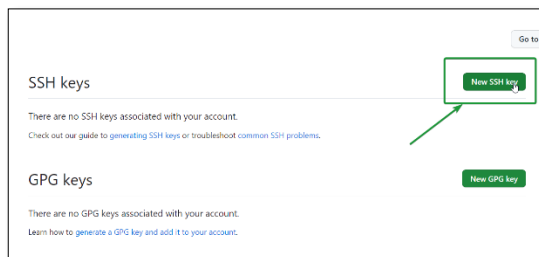 Go to
SSH keys
New SSH key
There are no SSH keys associated with your account.
Check out our guide to generating SSH keys or troubleshoot common SSH problems.
GPG keys
New GPG key
There are no GPG keys associated with your account.
Learn how to generate a GPG key and add it to your account.